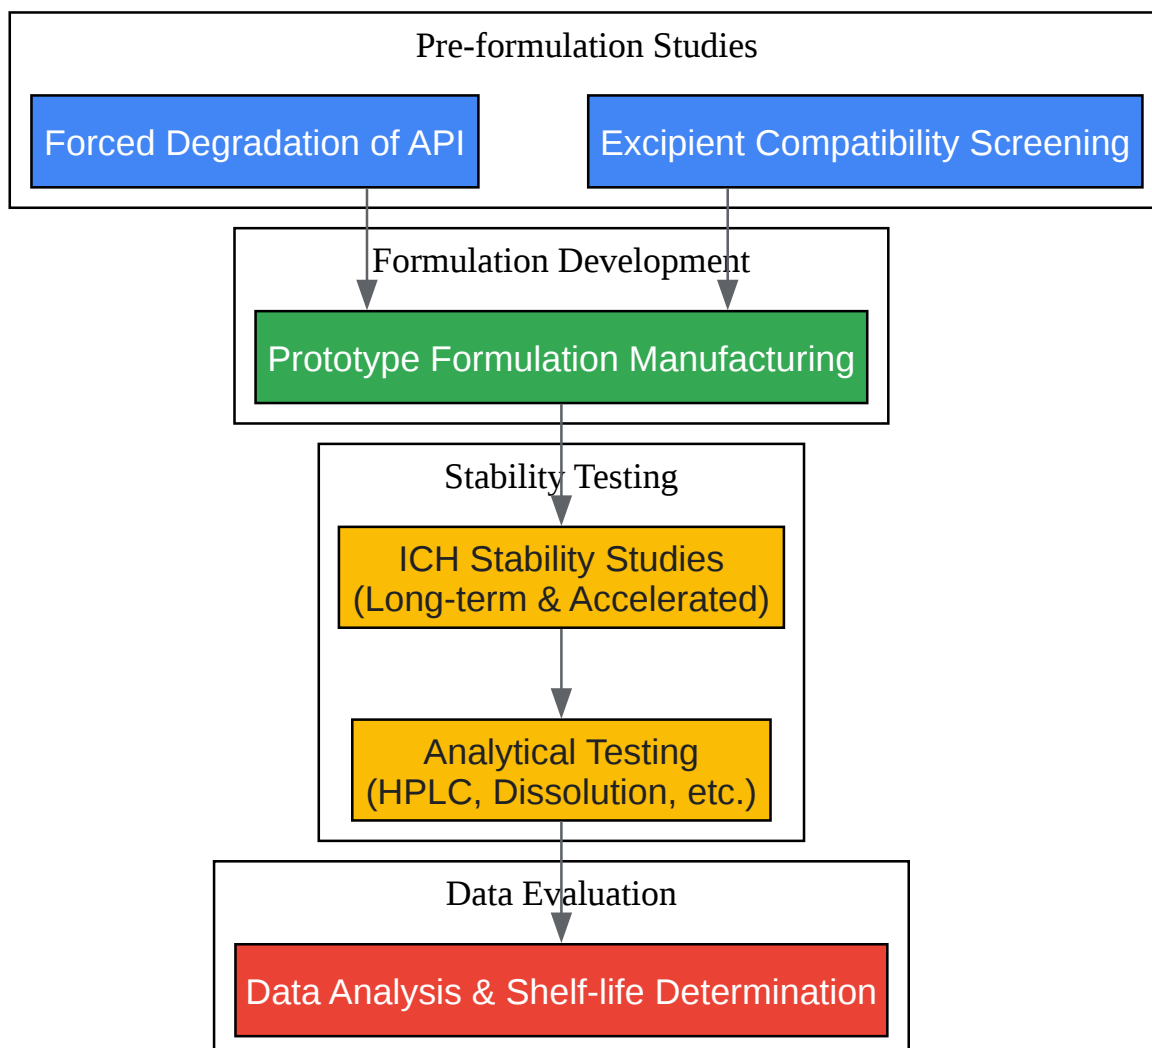 Pre-formulation Studies
Forced Degradation of API
Excipient Compatibility Screening
Formulation Development
Prototype Formulation Manufacturing
Stability Testing
ICH Stability Studies
(Long-term & Accelerated)
Analytical Testing
(HPLC, Dissolution, etc.)
Data Evaluation
Data Analysis & Shelf-life Determination